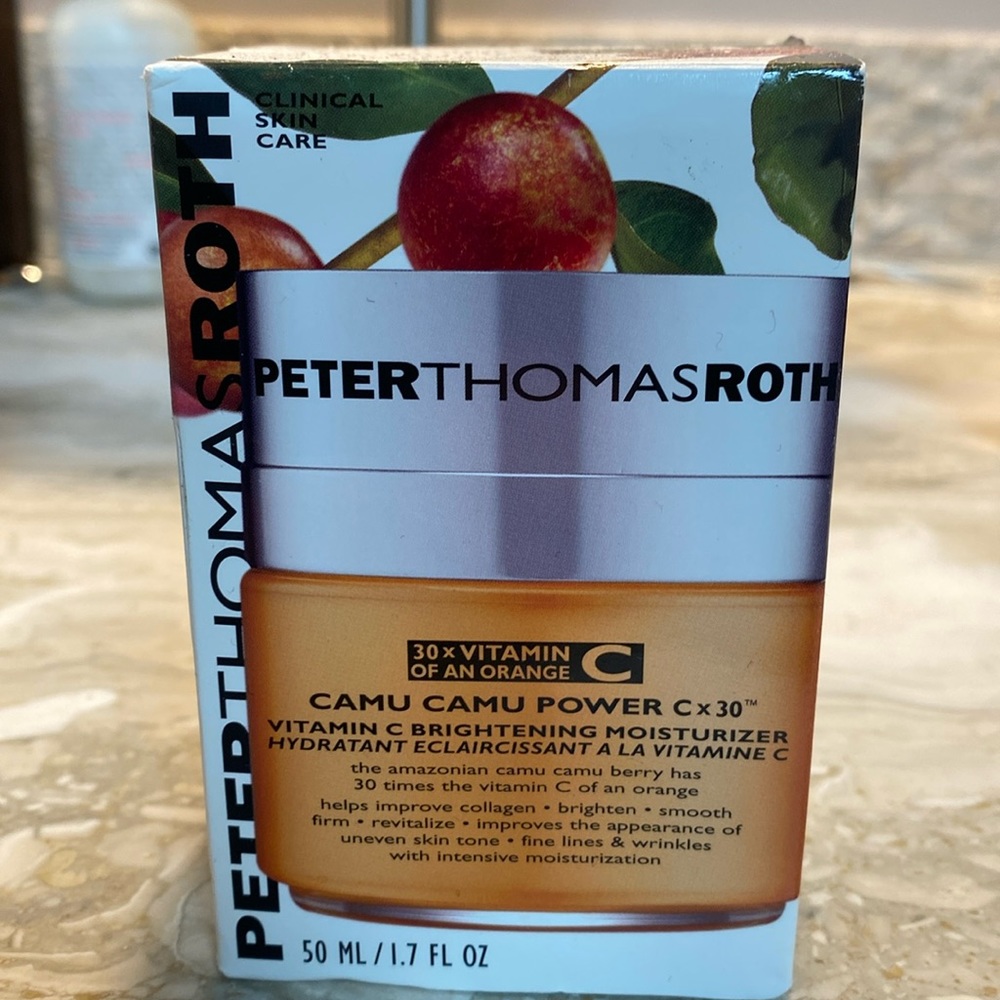 PETERTHOMASROTH
CLINICAL
SKIN
CARE
PETERTHOMASROTH
30 x VITAMIN
OF AN ORANGE
C
CAMU CAMU POWER C x 30™
VITAMIN C BRIGHTENING MOISTURIZER
HYDRATANT ECLAIRCISSANT A LA VITAMINE C
the amazonian camu camu berry has
30 times the vitamin C of an orange
helps improve collagen • brighten • smooth
firm • revitalize • improves the appearance of
uneven skin tone • fine lines & wrinkles
with intensive moisturization
50 ML / 1.7 FL OZ